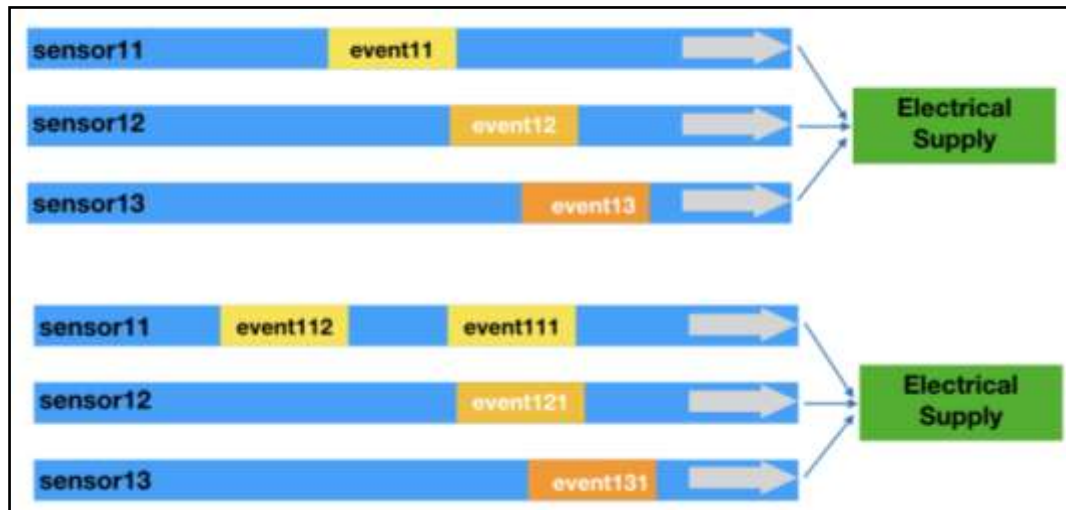 sensor11 event11
sensor12 event12
sensor13 event13
Electrical
Supply
sensor11 event112 event111
sensor12 event121
sensor13 event131
Electrical
Supply